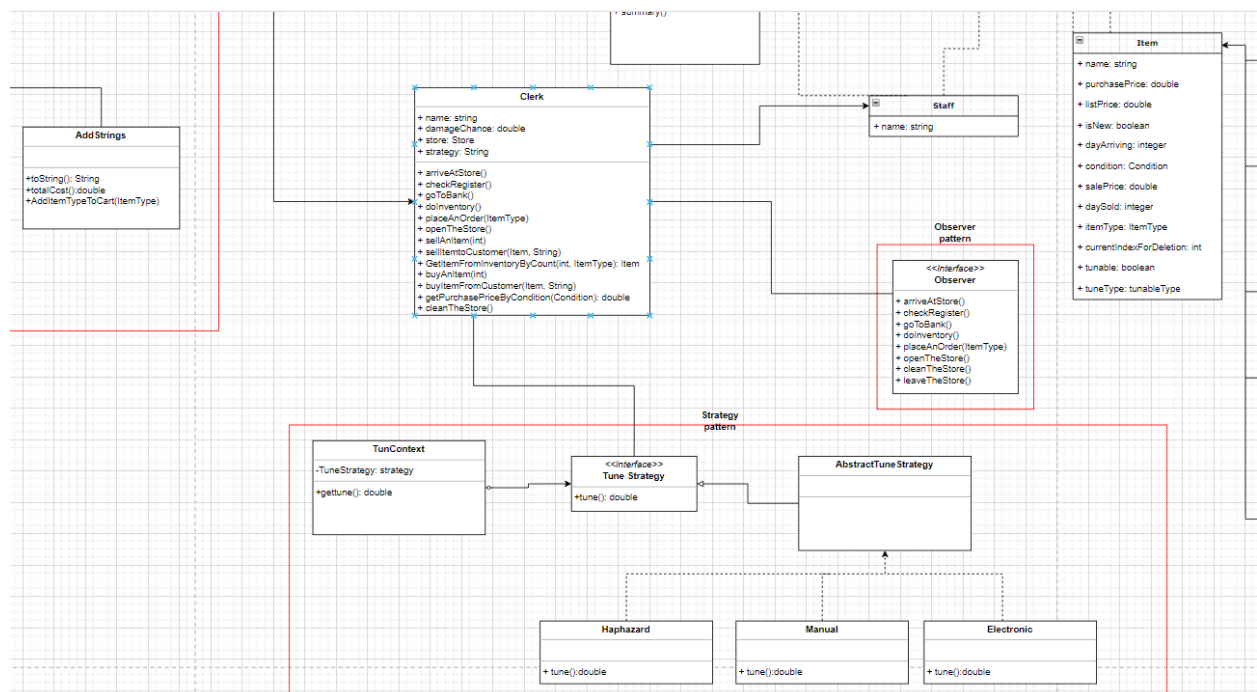 + summary()
Clerk
+ name: string
+ damageChance: double
+ store: Store
+ strategy: String
+ arriveAtStore()
+ checkRegister()
+ goToBank()
+ doInventory()
+ placeAnOrder(ItemType)
+ openTheStore()
+ sellAnItem(int)
+ sellItemtoCustomer(Item, String)
+ GetItemFromInventoryByCount(int, ItemType): Item
+ buyAnItem(int)
+ buyItemFromCustomer(Item, String)
+ getPurchasePriceByCondition(Condition): double
+ cleanTheStore()
AddStrings
+toString(): String
+totalCost():double
+AddItemTypeToCart(ItemType)
Staff
+ name: string
Item
+ name: string
+ purchasePrice: double
+ listPrice: double
+ isNew: boolean
+ dayArriving: integer
+ condition: Condition
+ salePrice: double
+ daySold: integer
+ itemType: ItemType
+ currentIndexForDeletion: int
+ tunable: boolean
+ tuneType: tunableType
Observer
pattern
<<Interface>>
Observer
+ arriveAtStore()
+ checkRegister()
+ goToBank()
+ doInventory()
+ placeAnOrder(ItemType)
+ openTheStore()
+ cleanTheStore()
+ leaveTheStore()
Strategy
pattern
TunContext
-TuneStrategy: strategy
+gettune(): double
<<Interface>>
Tune Strategy
+tune(): double
AbstractTuneStrategy
Haphazard
+ tune():double
Manual
+ tune():double
Electronic
+ tune():double